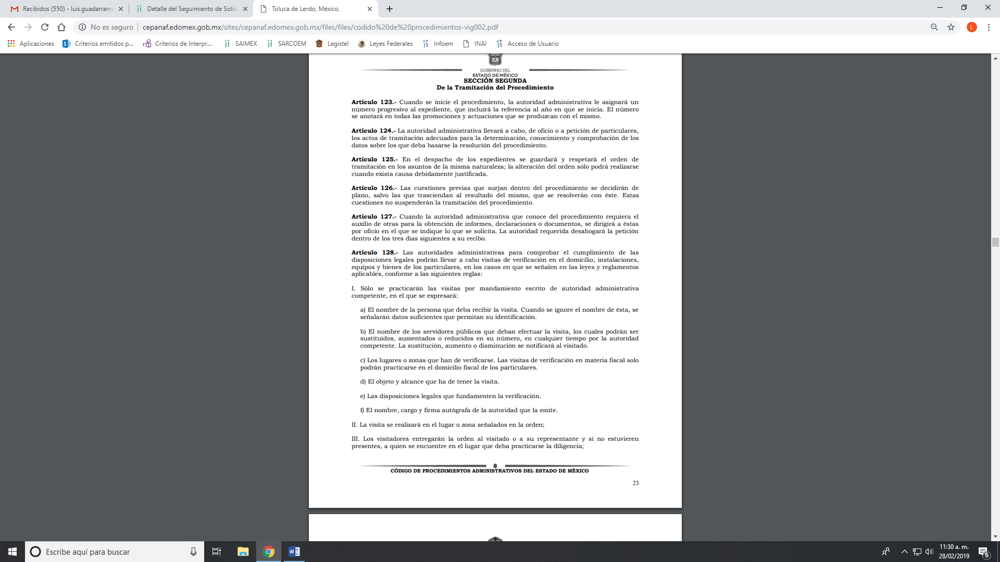 Recibidos (550) - luis.guadarrama
Detalle del Seguimiento de Solici
Toluca de Lerdo, México,
No es seguro | cepanaf.edomex.gob.mx/sites/cepanaf.edomex.gob.mx/files/files/codido%20de%20procedimientos-vig002.pdf
L
Aplicaciones
Criterios emitidos p...
Criterios de Interpr...
SAIMEX
SARCOEM
Legistel
Leyes Federales
Infoem
INAI
Acceso de Usuario
GOBIERNO DEL
ESTADO DE MÉXICO
SECCIÓN SEGUNDA
De la Tramitación del Procedimiento
Artículo 123.- Cuando se inicie el procedimiento, la autoridad administrativa le asignará un
número progresivo al expediente, que incluirá la referencia al año en que se inicia. El número
se anotará en todas las promociones y actuaciones que se produzcan con el mismo.
Artículo 124.- La autoridad administrativa llevará a cabo, de oficio o a petición de particulares,
los actos de tramitación adecuados para la determinación, conocimiento y comprobación de los
datos sobre los que deba basarse la resolución del procedimiento.
Artículo 125.- En el despacho de los expedientes se guardará y respetará el orden de
tramitación en los asuntos de la misma naturaleza; la alteración del orden sólo podrá realizarse
cuando exista causa debidamente justificada.
Artículo 126.- Las cuestiones previas que surjan dentro del procedimiento se decidirán de
plano, salvo las que trasciendan al resultado del mismo, que se resolverán con éste. Estas
cuestiones no suspenderán la tramitación del procedimiento.
Artículo 127.- Cuando la autoridad administrativa que conoce del procedimiento requiera el
auxilio de otras para la obtención de informes, declaraciones o documentos, se dirigirá a éstas
por oficio en el que se indique lo que se solicita. La autoridad requerida desahogará la petición
dentro de los tres días siguientes a su recibo.
Artículo 128.- Las autoridades administrativas para comprobar el cumplimiento de las
disposiciones legales podrán llevar a cabo visitas de verificación en el domicilio, instalaciones,
equipos y bienes de los particulares, en los casos en que se señalen en las leyes y reglamentos
aplicables, conforme a las siguientes reglas:
I. Sólo se practicarán las visitas por mandamiento escrito de autoridad administrativa
competente, en el que se expresará:
a) El nombre de la persona que deba recibir la visita. Cuando se ignore el nombre de ésta, se
señalarán datos suficientes que permitan su identificación.
b) El nombre de los servidores públicos que deban efectuar la visita, los cuales podrán ser
sustituidos, aumentados o reducidos en su número, en cualquier tiempo por la autoridad
competente. La sustitución, aumento o disminución se notificará al visitado.
c) Los lugares o zonas que han de verificarse. Las visitas de verificación en materia fiscal solo
podrán practicarse en el domicilio fiscal de los particulares.
d) El objeto y alcance que ha de tener la visita.
e) Las disposiciones legales que fundamenten la verificación.
f) El nombre, cargo y firma autógrafa de la autoridad que la emite.
II. La visita se realizará en el lugar o zona señalados en la orden;
III. Los visitadores entregarán la orden al visitado o a su representante y si no estuvieren
presentes, a quien se encuentre en el lugar que deba practicarse la diligencia;
CÓDIGO DE PROCEDIMIENTOS ADMINISTRATIVOS DEL ESTADO DE MÉXICO
23
Escribe aquí para buscar
11:30 a. m.
28/02/2019
6